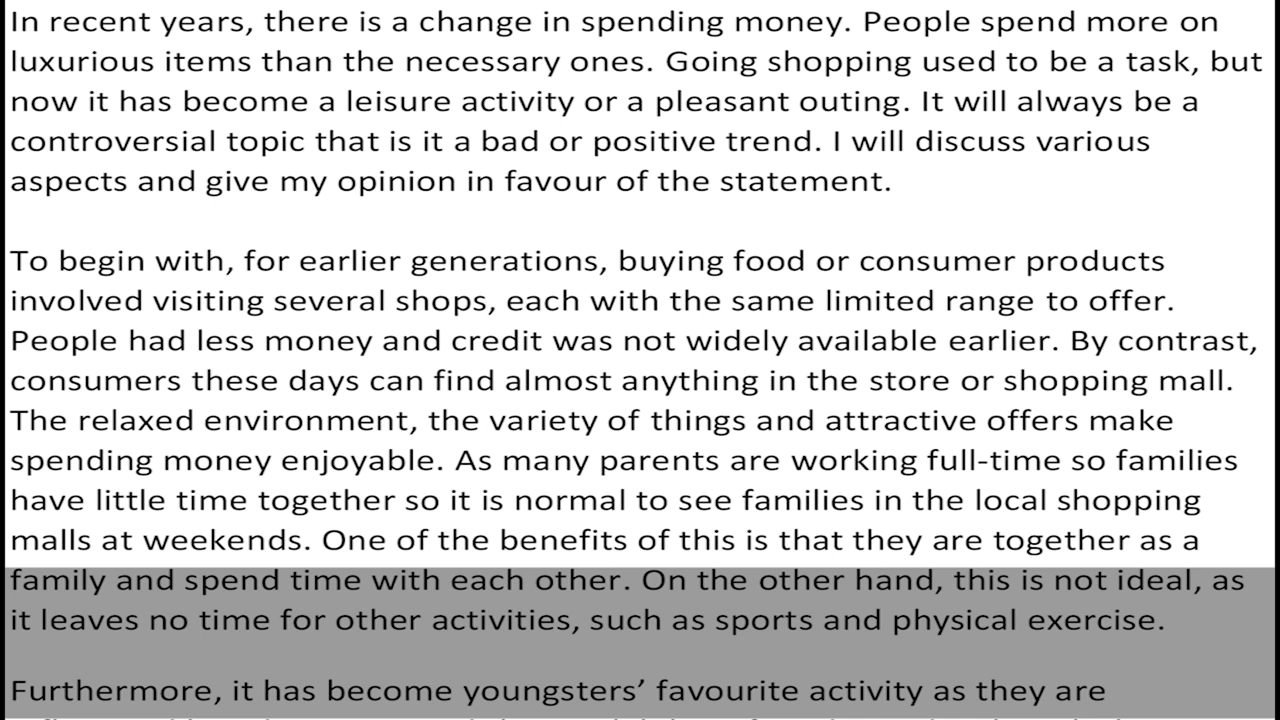 In recent years, there is a change in spending money. People spend more on
luxurious items than the necessary ones. Going shopping used to be a task, but
now it has become a leisure activity or a pleasant outing. It will always be a
controversial topic that is it a bad or positive trend. I will discuss various
aspects and give my opinion in favour of the statement.
To begin with, for earlier generations, buying food or consumer products
involved visiting several shops, each with the same limited range to offer.
People had less money and credit was not widely available earlier. By contrast,
consumers these days can find almost anything in the store or shopping mall.
The relaxed environment, the variety of things and attractive offers make
spending money enjoyable. As many parents are working full-time so families
have little time together so it is normal to see families in the local shopping
malls at weekends. One of the benefits of this is that they are together as a
family and spend time with each other. On the other hand, this is not ideal, as
it leaves no time for other activities, such as sports and physical exercise.
Furthermore, it has become youngsters’ favourite activity as they are